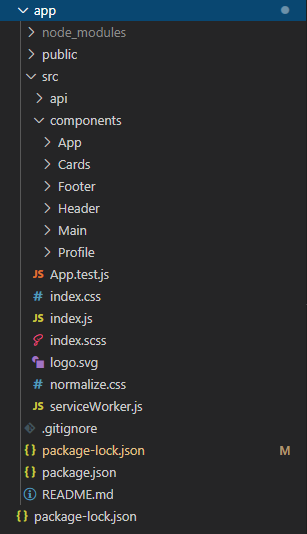 app
node_modules
public
src
api
components
App
Cards
Footer
Header
Main
Profile
JS App.test.js
# index.css
JS index.js
index.scss
logo.svg
# normalize.css
JS serviceWorker.js
.gitignore
{} package-lock.json M
{} package.json
README.md
{} package-lock.json